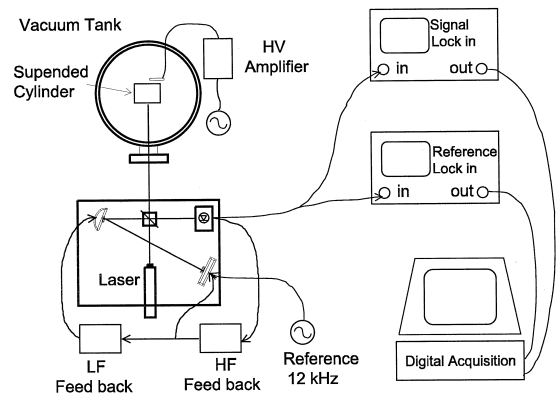 Vacuum Tank
Supended
Cylinder
HV
Amplifier
Signal
Lock in
in
out
Reference
Lock in
in
out
Laser
LF
Feed back
HF
Feed back
Reference
12 kHz
Digital Acquisition